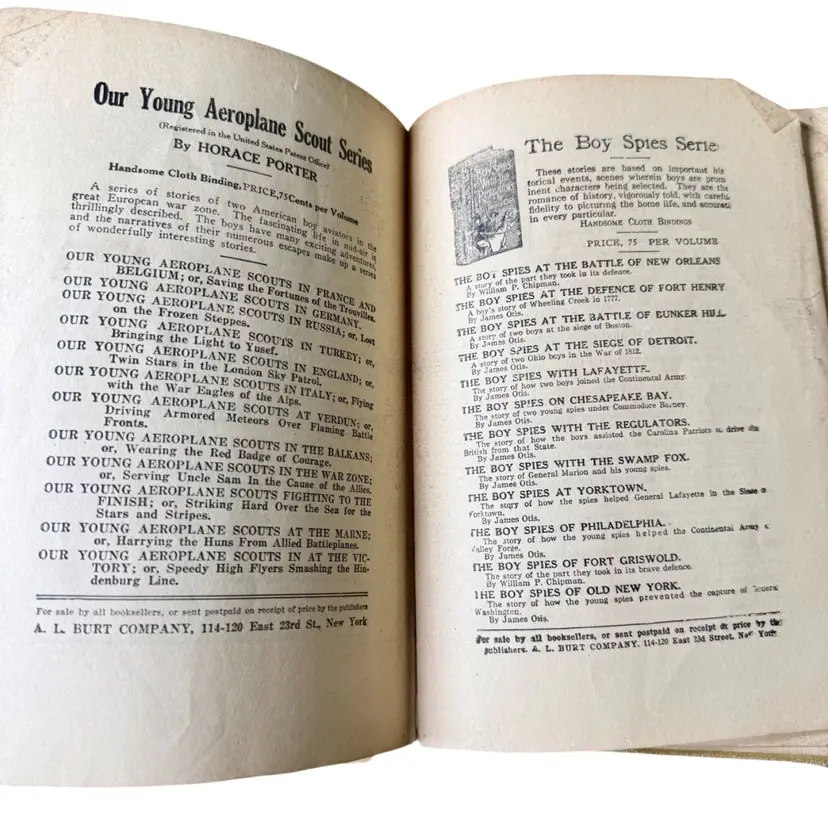 Our Young Aeroplane Scout Series
(Registered in the United States Patent Office)
By HORACE PORTER
Handsome Cloth Binding, PRICE, 75 Cents per Volume
A series of stories of two American boy aviators in the
great European war zone. The fascinating life in mid-air is
thrillingly described. The boys have many exciting adventures,
and the narratives of their numerous escapes make up a series
of wonderfully interesting stories.
OUR YOUNG AEROPLANE SCOUTS IN FRANCE AND
BELGIUM; or, Saving the Fortunes of the Trouvilles.
OUR YOUNG AEROPLANE SCOUTS IN GERMANY.
OUR YOUNG AEROPLANE SCOUTS IN RUSSIA; or, Lost
on the Frozen Steppes.
OUR YOUNG AEROPLANE SCOUTS IN TURKEY; or,
Bringing the Light to Yusef.
OUR YOUNG AEROPLANE SCOUTS IN ENGLAND; or,
Twin Stars in the London Sky Patrol.
OUR YOUNG AEROPLANE SCOUTS IN ITALY; or, Flying
with the War Eagles of the Alps.
OUR YOUNG AEROPLANE SCOUTS AT VERDUN; or,
Driving Armored Meteors Over Flaming Battle
Fronts.
OUR YOUNG AEROPLANE SCOUTS IN THE BALKANS;
or, Wearing the Red Badge of Courage.
OUR YOUNG AEROPLANE SCOUTS IN THE WAR ZONE;
or, Serving Uncle Sam In the Cause of the Allies.
OUR YOUNG AEROPLANE SCOUTS FIGHTING TO THE
FINISH; or, Striking Hard Over the Sea for the
Stars and Stripes.
OUR YOUNG AEROPLANE SCOUTS AT THE MARNE;
or, Harrying the Huns From Allied Battleplanes.
OUR YOUNG AEROPLANE SCOUTS IN AT THE VIC-
TORY; or, Speedy High Flyers Smashing the Hin-
denburg Line.
For sale by all booksellers, or sent postpaid on receipt of price by the publishers
A. L. BURT COMPANY, 114-120 East 23rd St., New York
The Boy Spies Serie
These stories are based on important his
torical events, scenes wherein boys are prom
inent characters being selected. They are the
romance of history, vigorously told, with careful
fidelity to picturing the home life, and accurate
in every particular.
HANDSOME CLOTH BINDINGS
PRICE, 75 PER VOLUME
THE BOY SPIES AT THE BATTLE OF NEW ORLEANS
A story of the part they took in its defence.
By William P. Chipman.
THE BOY SPIES AT THE DEFENCE OF FORT HENRY
A boy's story of Wheeling Creek in 1777.
By James Otis.
THE BOY SPIES AT THE BATTLE OF BUNKER HILL.
A story of two boys at the siege of Boston.
By James Otis.
THE BOY SPIES AT THE SIEGE OF DETROIT.
A story of two Ohio boys in the War of 1812.
By James Otis.
THE BOY SPIES WITH LAFAYETTE.
The story of how two boys joined the Continental Army.
By James Otis.
THE BOY SPIES ON CHESAPEAKE BAY.
The story of two young spies under Commodore Barney.
By James Otis.
THE BOY SPIES WITH THE REGULATORS.
The story of how the boys assisted the Carolina Patriots to drive the
British from that State.
By James Otis.
THE BOY SPIES WITH THE SWAMP FOX.
The story of General Marion and his young spies.
By James Otis.
THE BOY SPIES AT YORKTOWN.
The story of how the spies helped General Lafayette in the Siege o
Yorktown.
By James Otis.
THE BOY SPIES OF PHILADELPHIA.
The story of how the young spies helped the Continental Army a
Valley Forge.
By James Otis.
THE BOY SPIES OF FORT GRISWOLD.
The story of the part they took in its brave defence.
By William P. Chipman.
THE BOY SPIES OF OLD NEW YORK.
The story of how the young spies prevented the capture of General
Washington.
By James Otis.
For sale by all booksellers, or sent postpaid on receipt of price by the
publishers. A. L. BURT COMPANY, 114-120 East 23d Street, New York